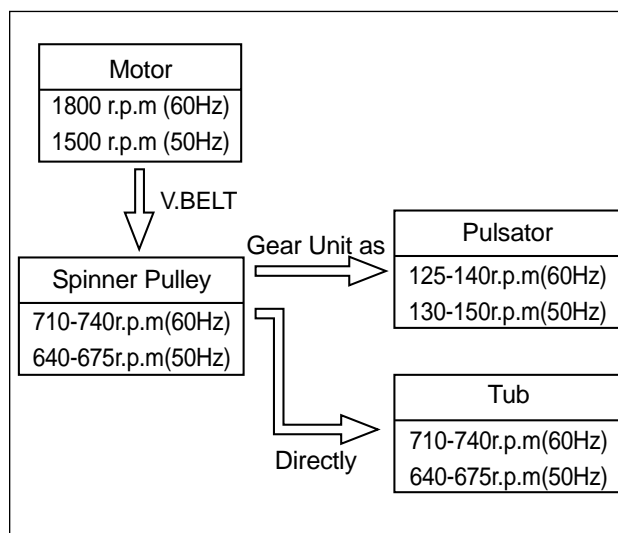 Motor
1800 r.p.m (60Hz)
1500 r.p.m (50Hz)
V.BELT
Spinner Pulley
710-740r.p.m(60Hz)
640-675r.p.m(50Hz)
Gear Unit as
Pulsator
125-140r.p.m(60Hz)
130-150r.p.m(50Hz)
Directly
Tub
710-740r.p.m(60Hz)
640-675r.p.m(50Hz)